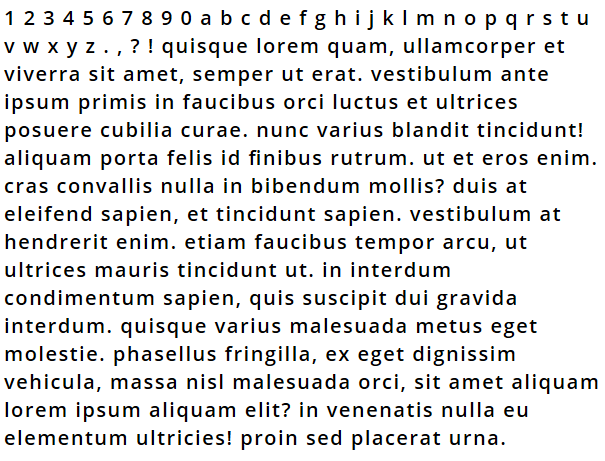 1 2 3 4 5 6 7 8 9 0 a b c d e f g h i j k l m n o p q r s t u
v w x y z . , ? ! quisque lorem quam, ullamcorper et
viverra sit amet, semper ut erat. vestibulum ante
ipsum primis in faucibus orci luctus et ultrices
posuere cubilia curae. nunc varius blandit tincidunt!
aliquam porta felis id finibus rutrum. ut et eros enim.
cras convallis nulla in bibendum mollis? duis at
eleifend sapien, et tincidunt sapien. vestibulum at
hendrerit enim. etiam faucibus tempor arcu, ut
ultrices mauris tincidunt ut. in interdum
condimentum sapien, quis suscipit dui gravida
interdum. quisque varius malesuada metus eget
molestie. phasellus fringilla, ex eget dignissim
vehicula, massa nisl malesuada orci, sit amet aliquam
lorem ipsum aliquam elit? in venenatis nulla eu
elementum ultricies! proin sed placerat urna.